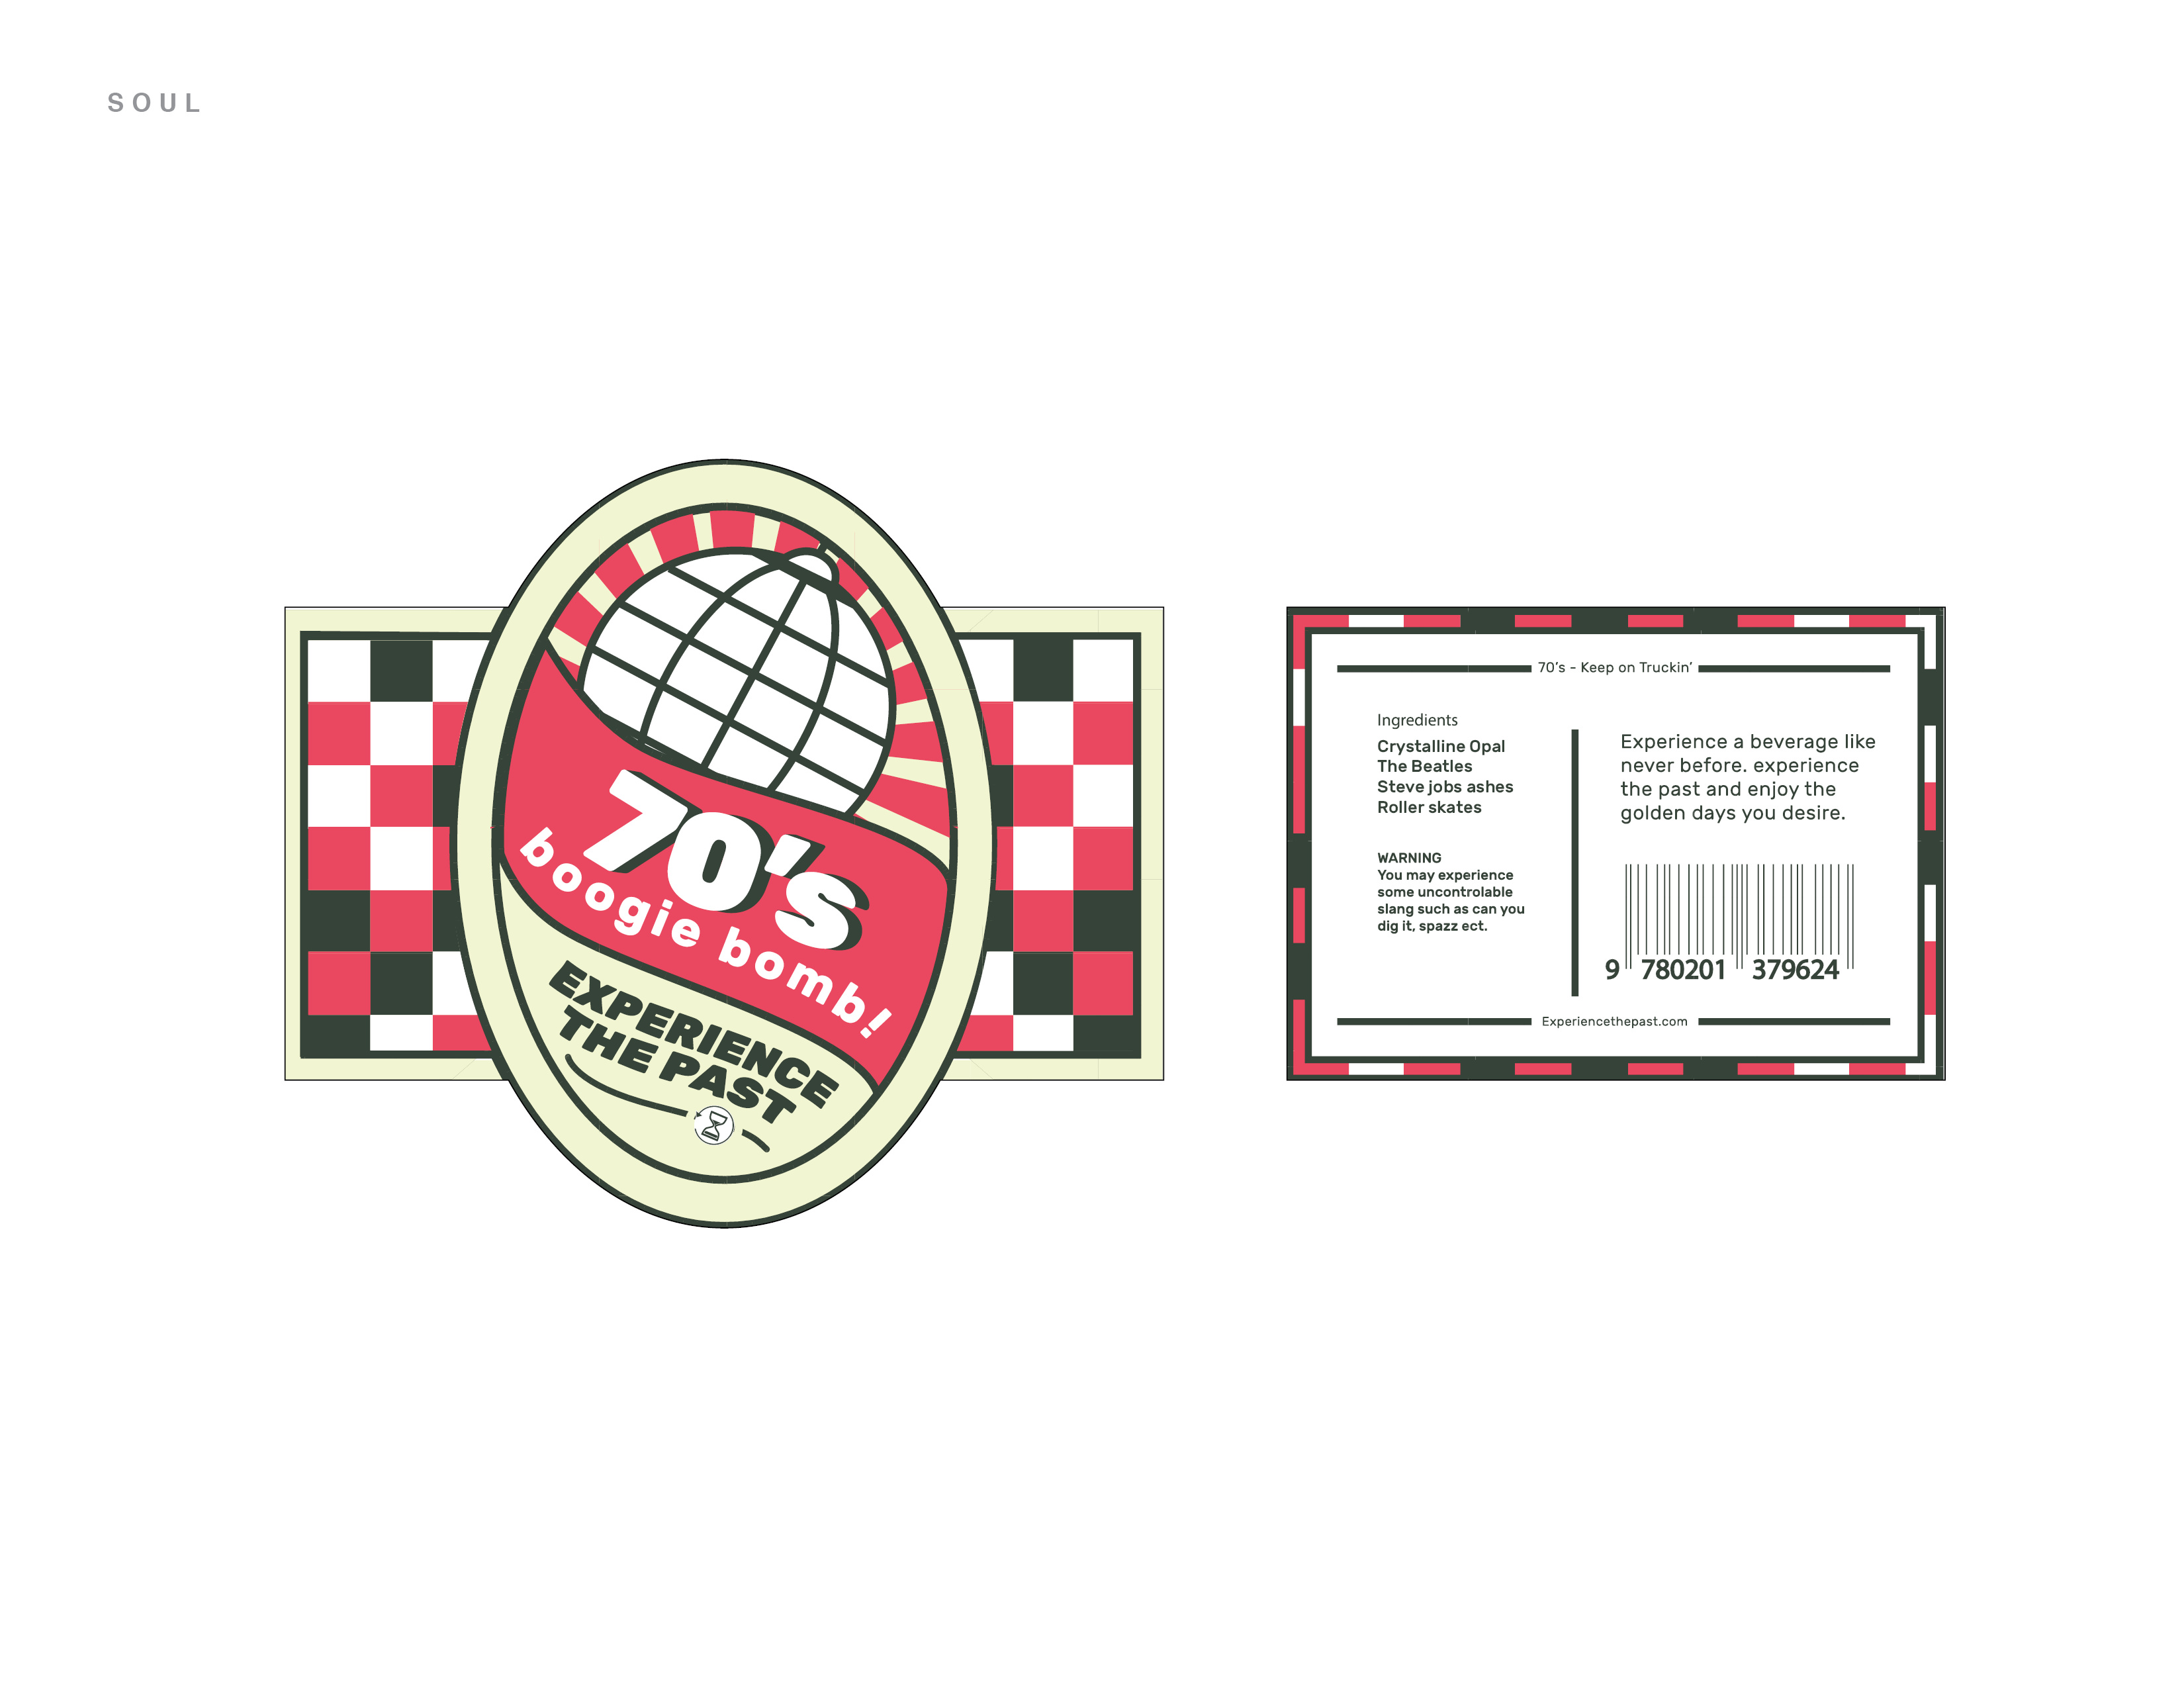 SOUL
70's
boogie bomb!
EXPERIENCE
THE PAST
70's - Keep on Truckin'
Ingredients
Crystalline Opal
The Beatles
Steve jobs ashes
Roller skates
WARNING
You may experience
some uncontrolable
slang such as can you
dig it, spazz ect.
Experience a beverage like
never before. experience
the past and enjoy the
golden days you desire.
9 780201 379624
Experiencethepast.com